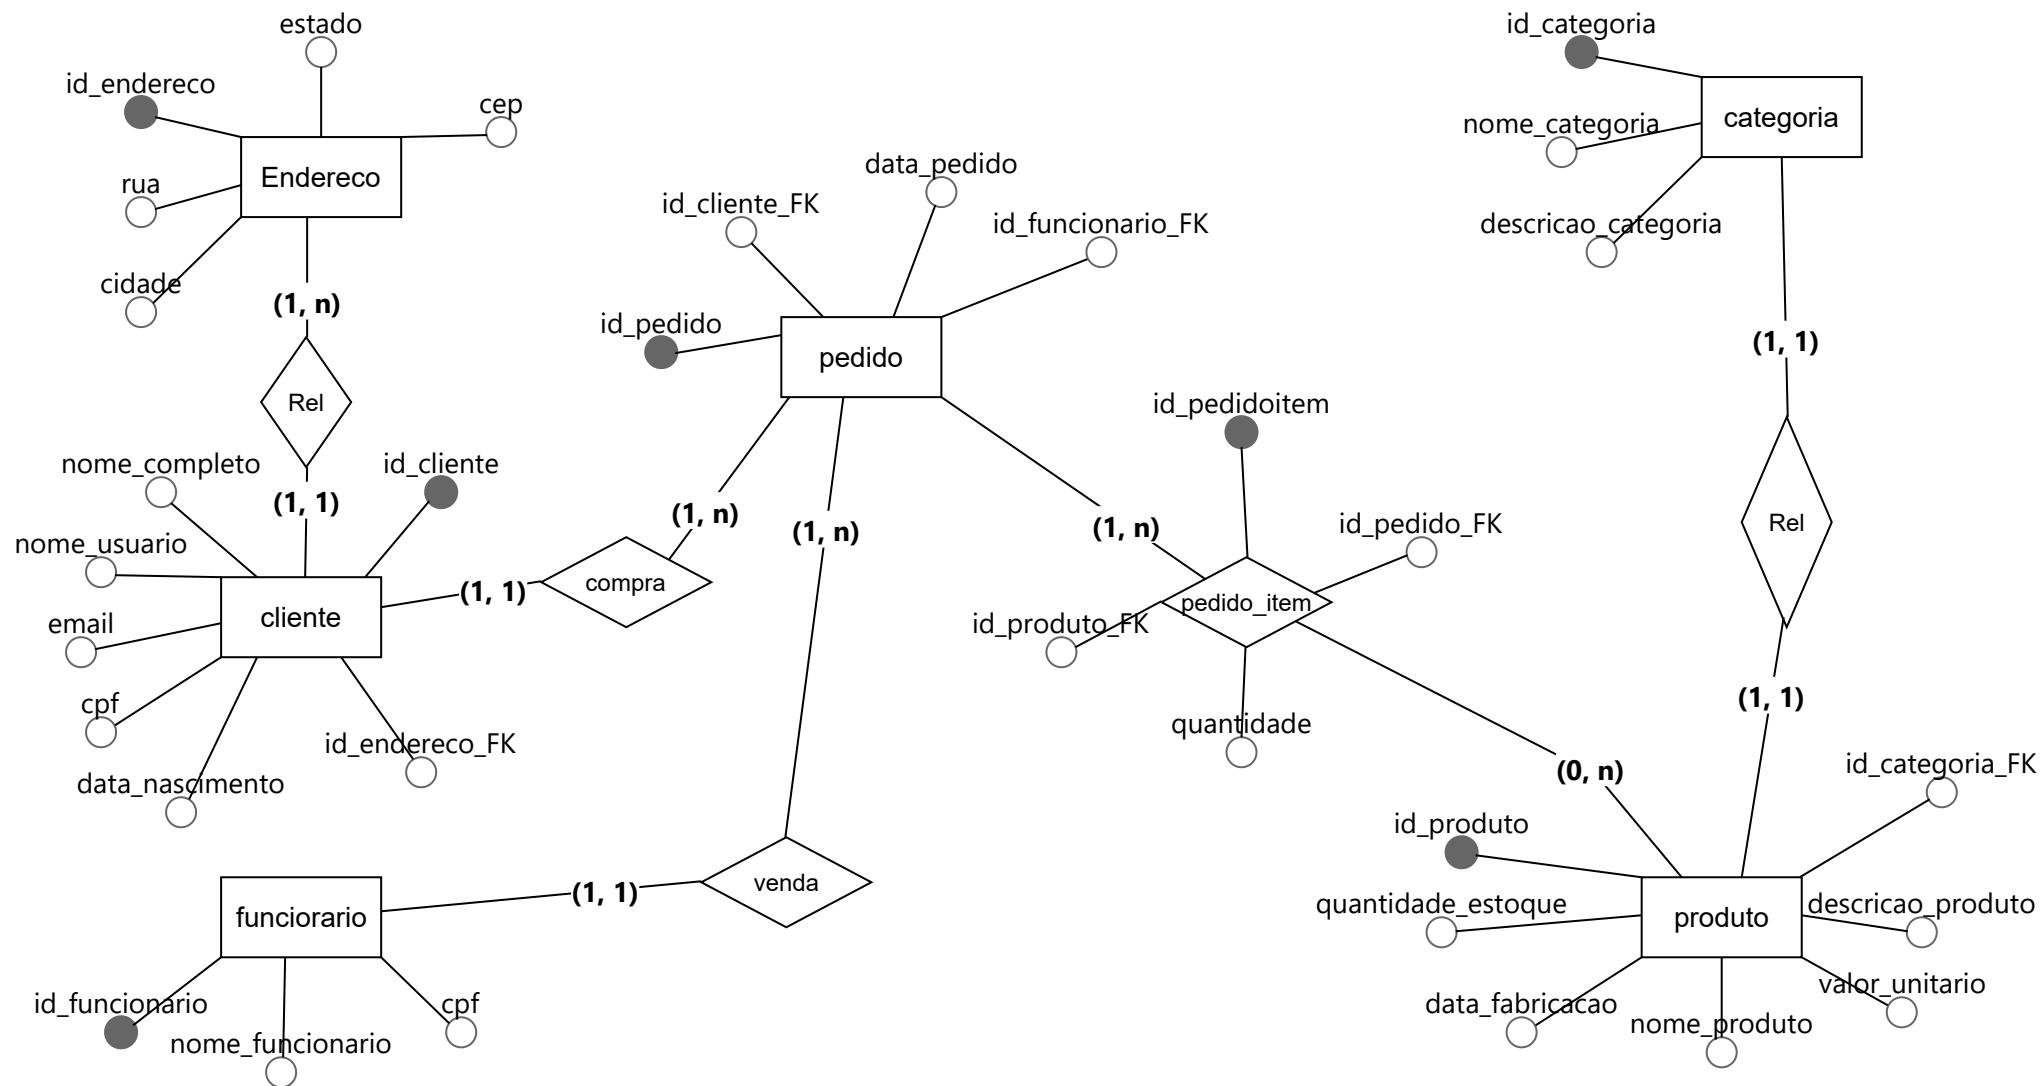 estado
id_endereco
cep
Endereco
rua
cidade
(1, n)
Rel
(1, 1)
nome_completo
id_cliente
nome_usuario
cliente
email
cpf
data_nascimento
id_endereco_FK
(1, 1)
compra
(1, n)
data_pedido
id_cliente_FK
id_funcionario_FK
id_pedido
pedido
(1, n)
venda
(1, 1)
funciorario
id_funcionario
nome_funcionario
cpf
(1, n)
id_pedidoitem
id_pedido_FK
pedido_item
id_produto_FK
quantidade
(0, n)
id_categoria
categoria
nome_categoria
descricao_categoria
(1, 1)
Rel
(1, 1)
id_categoria_FK
id_produto
quantidade_estoque
produto
descricao_produto
data_fabricacao
nome_produto
valor_unitario